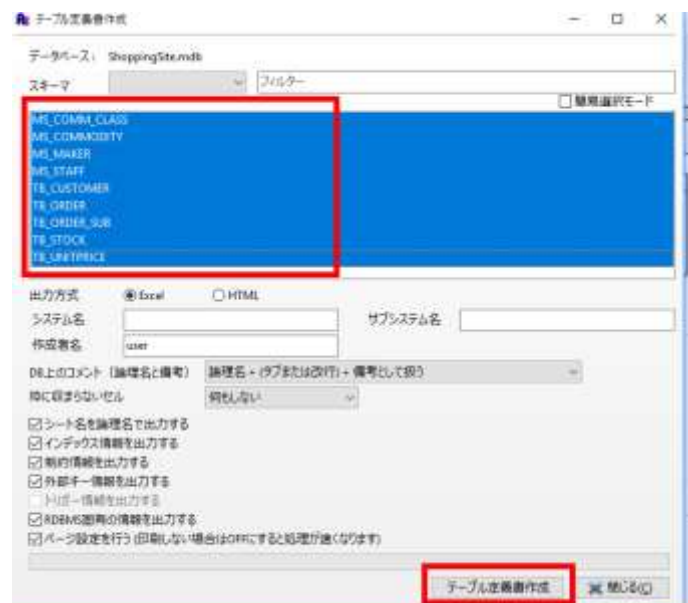 テーブル定義書作成
データベース: ShoppingSite.mdb
スキーマ フィルター
簡易選択モード
MS_COMM_CLASS
MS_COMMODITY
MS_MAKER
MS_STAFF
TB_CUSTOMER
TB_ORDER
TB_ORDER_SUB
TB_STOCK
TB_UNITPRICE
出力方式 Excel HTML
システム名 サブシステム名
作成者名 user
DB上のコメント (論理名と備考) 論理名 + (タブまたは改行) + 備考として扱う
枠に収まらないセル 何もしない
シート名を論理名で出力する
インデックス情報を出力する
制約情報を出力する
外部キー情報を出力する
トリガー情報を出力する
RDBMS固有の情報を出力する
ページ設定を行う (印刷しない場合はOFFにすると処理が速くなります)
テーブル定義書作成 閉じる(C)